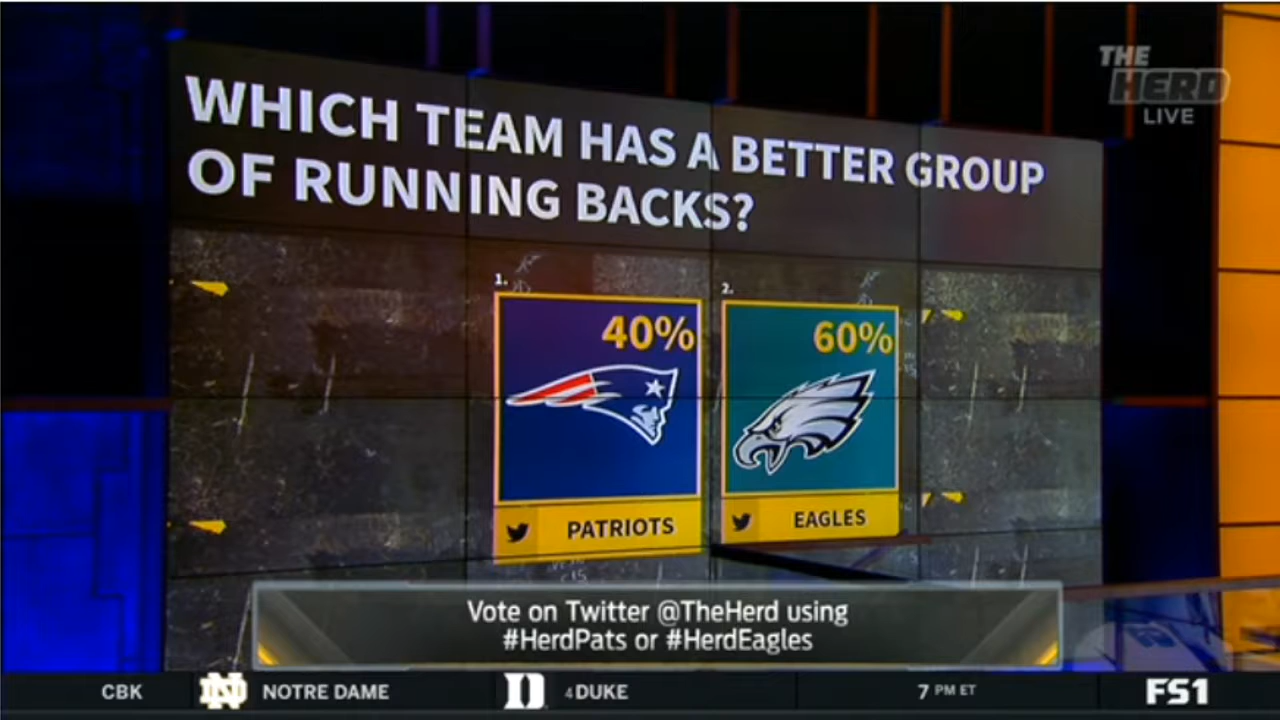 THE
HERD
LIVE
WHICH TEAM HAS A BETTER GROUP
OF RUNNING BACKS?
1.
2.
40%
60%
PATRIOTS
EAGLES
Vote on Twitter @TheHerd using
#HerdPats or #HerdEagles
CBK
ND
NOTRE DAME
D
4 DUKE
7 PM ET
FS1